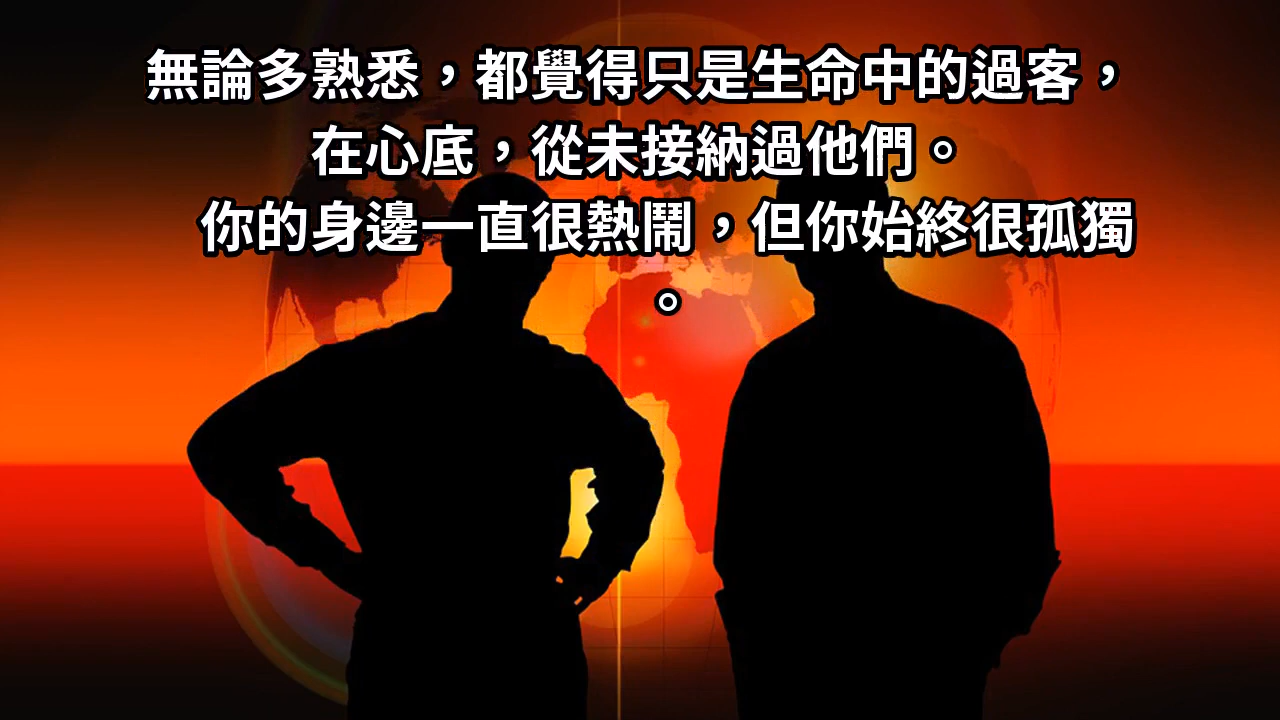 無論多熟悉，都覺得只是生命中的過客，
在心底，從未接納過他們。
你的身邊一直很熱鬧，但你始終很孤獨
。